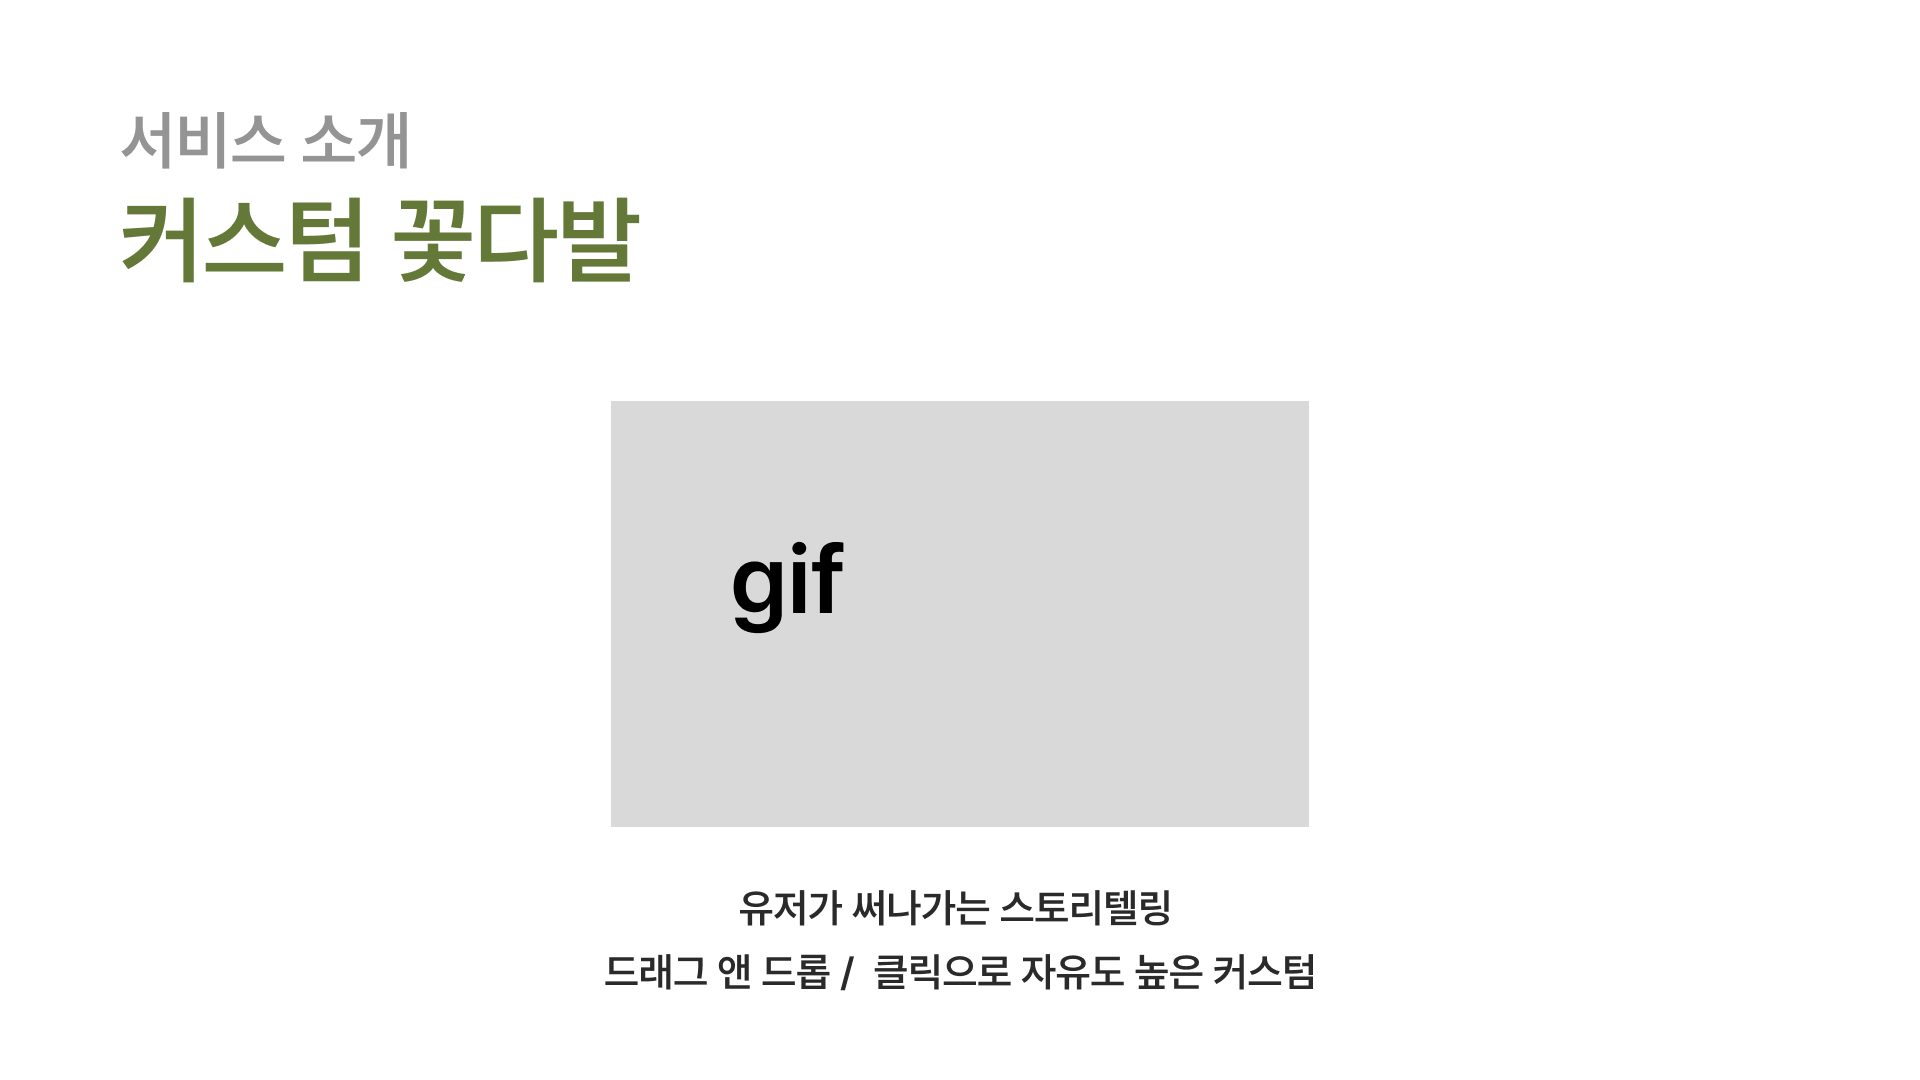 서비스 소개
커스텀 꽃다발
gif
유저가 써나가는 스토리텔링
드래그 앤 드롭 /  클릭으로 자유도 높은 커스텀